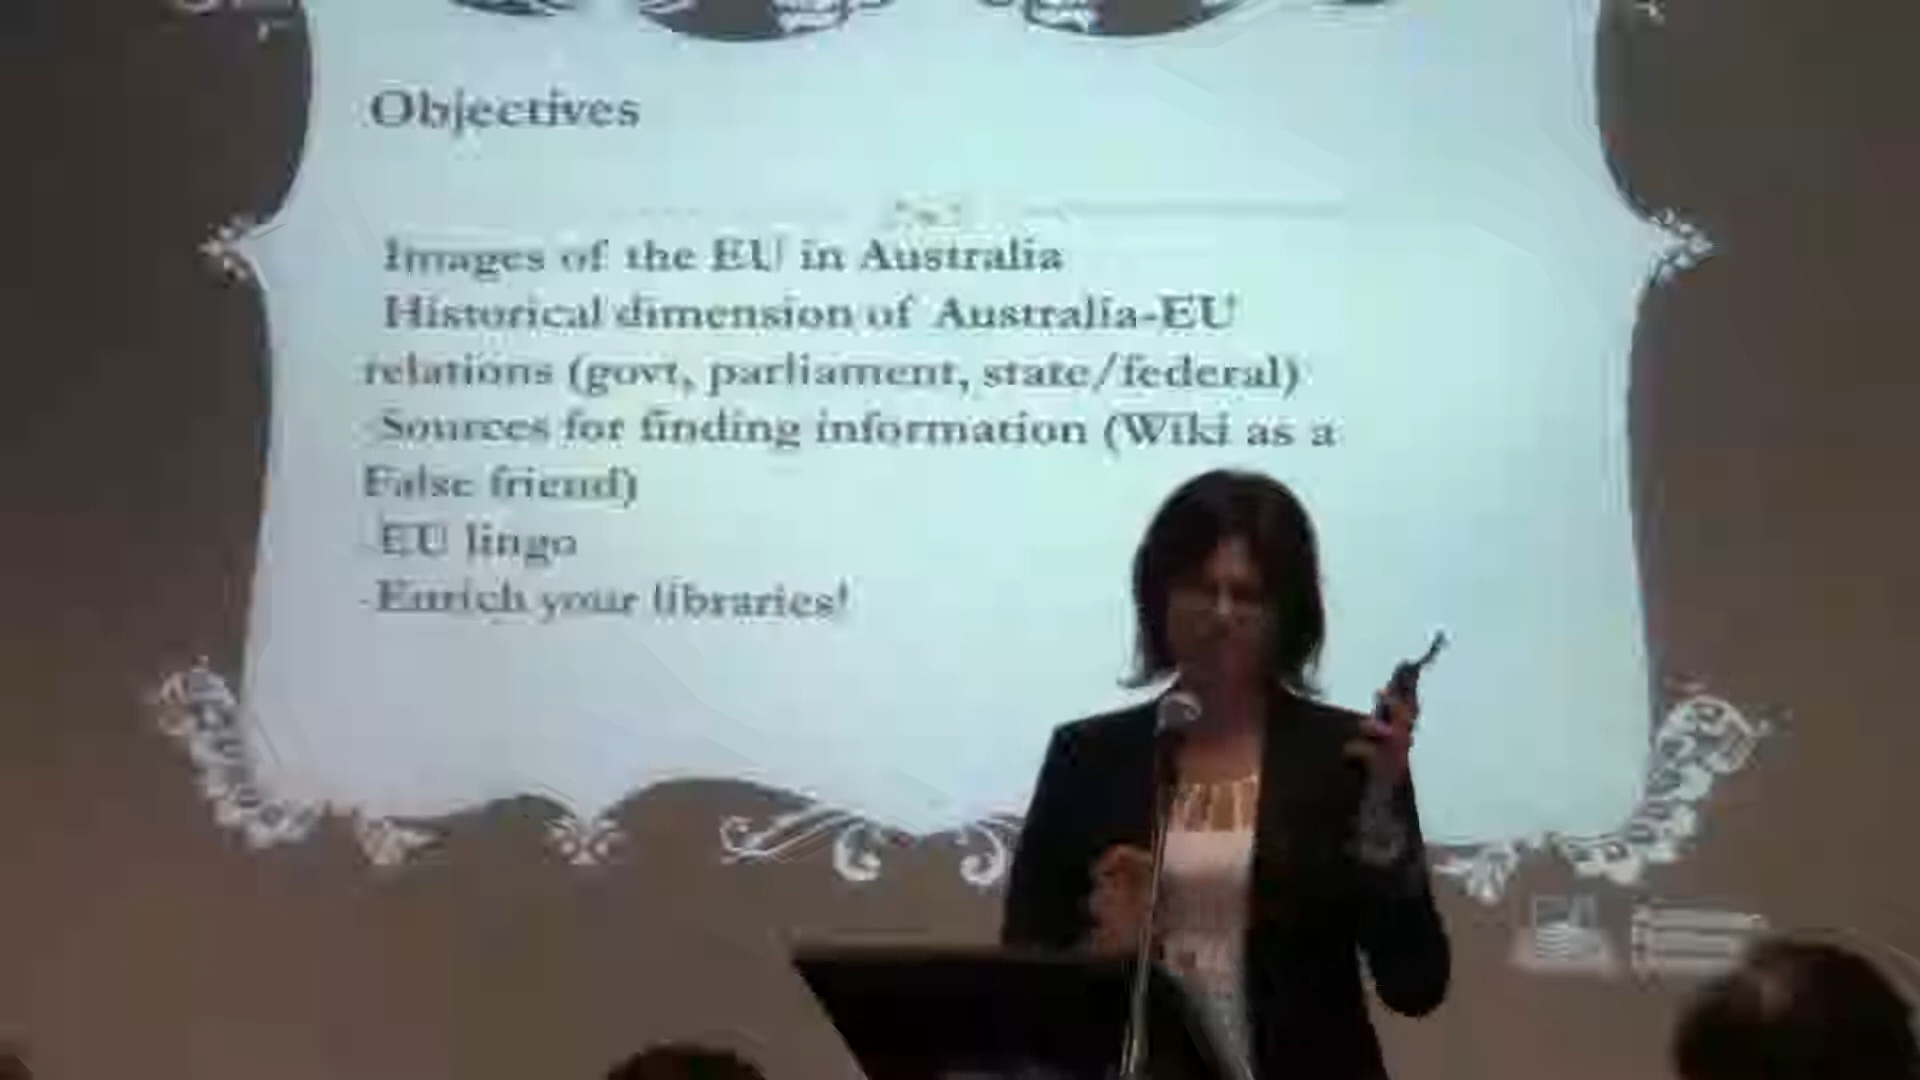 Objectives
Images of the EU in Australia
Historical dimension of Australia-EU
relations (govt, parliament, state/federal)
Sources for finding information (Wiki as a
False friend)
EU lingo
-Enrich your libraries!